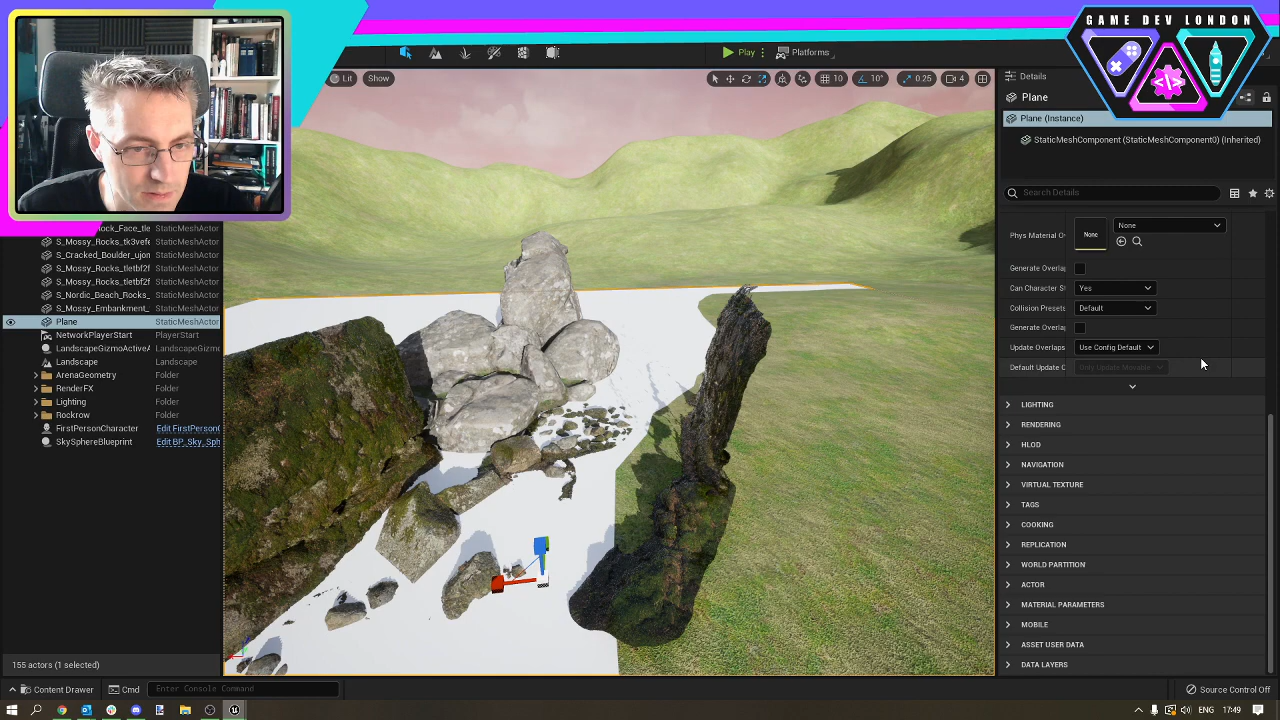 GAME DEV LONDON
Play
Platforms
Lit
Show
10
10°
0.25
4
Details
Plane
Plane (Instance)
StaticMeshComponent (StaticMeshComponent0) (Inherited)
Search Details
None
None
Phys Material O
Generate Overlap
Can Character S
Yes
Collision Presets
Default
Generate Overlap
Update Overlaps
Use Config Default
Default Update C
Only Update Movable
LIGHTING
RENDERING
HLOD
NAVIGATION
VIRTUAL TEXTURE
TAGS
COOKING
REPLICATION
WORLD PARTITION
ACTOR
MATERIAL PARAMETERS
MOBILE
ASSET USER DATA
DATA LAYERS
StaticMeshActor
S_Mossy_Rocks_tk3vefe StaticMeshActor
S_Cracked_Boulder_ujon StaticMeshActor
S_Mossy_Rocks_tletbf2f StaticMeshActor
S_Mossy_Rocks_tletbf2f StaticMeshActor
S_Nordic_Beach_Rocks_ StaticMeshActor
S_Mossy_Embankment_ StaticMeshActor
Plane StaticMeshActor
NetworkPlayerStart PlayerStart
LandscapeGizmoActiveA LandscapeGizmo
Landscape Landscape
ArenaGeometry Folder
RenderFX Folder
Lighting Folder
Rockrow Folder
FirstPersonCharacter Edit FirstPersonC
SkySphereBlueprint Edit BP_Sky_Sph
155 actors (1 selected)
Content Drawer
Cmd
Enter Console Command
Source Control Off
ENG
17:49